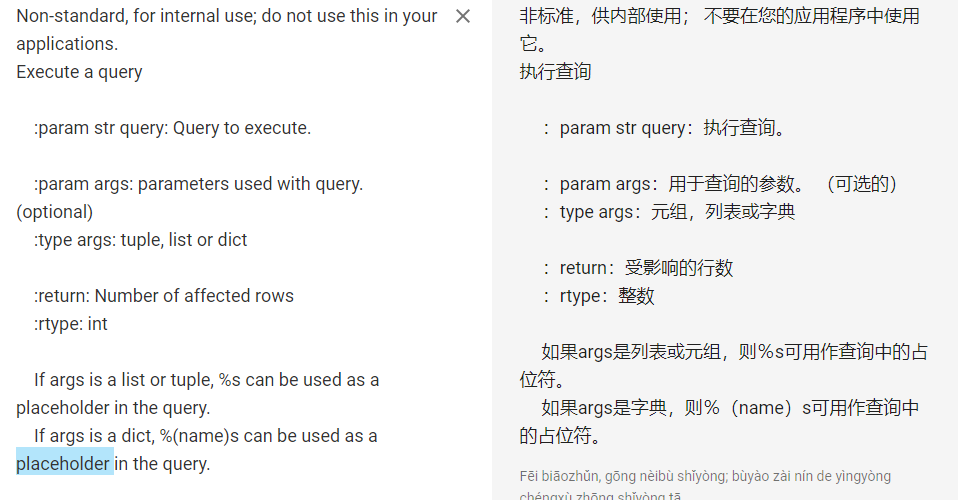 Non-standard, for internal use; do not use this in your
applications.
Execute a query
:param str query: Query to execute.
:param args: parameters used with query.
(optional)
:type args: tuple, list or dict
:return: Number of affected rows
:rtype: int
If args is a list or tuple, %s can be used as a
placeholder in the query.
If args is a dict, %(name)s can be used as a
placeholder in the query.
非标准，供内部使用； 不要在您的应用程序中使用
它。
执行查询
：param str query：执行查询。
：param args：用于查询的参数。 （可选的）
：type args：元组，列表或字典
：return：受影响的行数
：rtype：整数
如果args是列表或元组，则％s可用作查询中的占
位符。
如果args是字典，则％（name）s可用作查询中
的占位符。
Fēi biāozhǔn, gōng nèibù shǐyòng; bùyào zài nín de yìngyòng
chéngxù zhōng shǐyòng tā